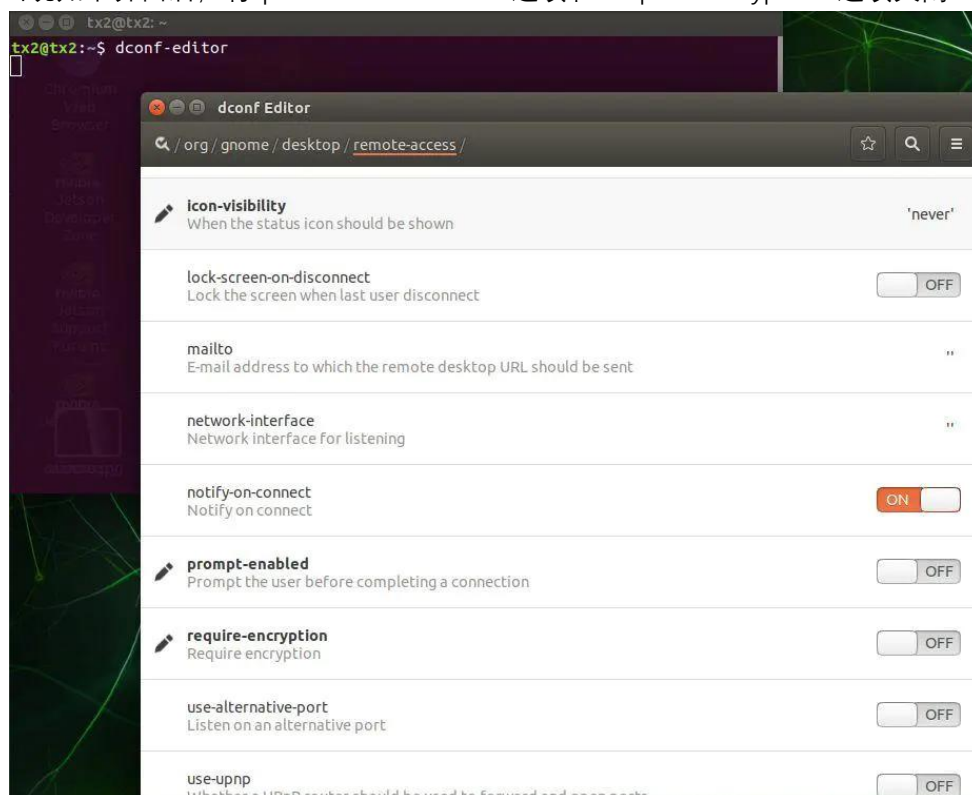 tx2@tx2: ~
tx2@tx2:~$ dconf-editor
Chromium
Web
Browser
dconf Editor
/ org / gnome / desktop / remote-access /
icon-visibility
When the status icon should be shown
'never'
lock-screen-on-disconnect
Lock the screen when last user disconnect
OFF
mailto
E-mail address to which the remote desktop URL should be sent
''
network-interface
Network interface for listening
''
notify-on-connect
Notify on connect
ON
prompt-enabled
Prompt the user before completing a connection
OFF
require-encryption
Require encryption
OFF
use-alternative-port
Listen on an alternative port
OFF
use-upnp
OFF